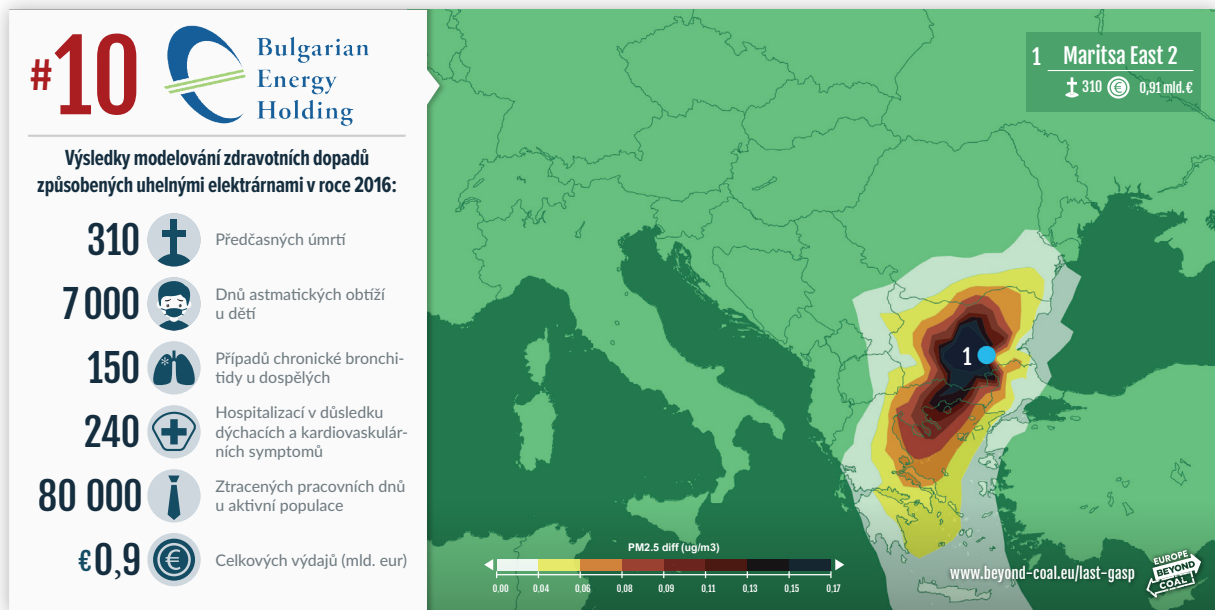 #10
Bulgarian
Energy
Holding
Výsledky modelování zdravotních dopadů
způsobených uhelnými elektrárnami v roce 2016:
310
Předčasných úmrtí
7 000
Dnů astmatických obtíží
u dětí
150
Případů chronické bronchi-
tidy u dospělých
240
Hospitalizací v důsledku
dýchacích a kardiovaskulár-
ních symptomů
80 000
Ztracených pracovních dnů
u aktivní populace
€0,9
Celkových výdajů (mld. eur)
1 Maritsa East 2
310 € 0,91 mld.€
1
PM2.5 diff (ug/m3)
0.00 0.04 0.06 0.08 0.09 0.11 0.13 0.15 0.17
www.beyond-coal.eu/last-gasp
EUROPE
BEYOND
COAL